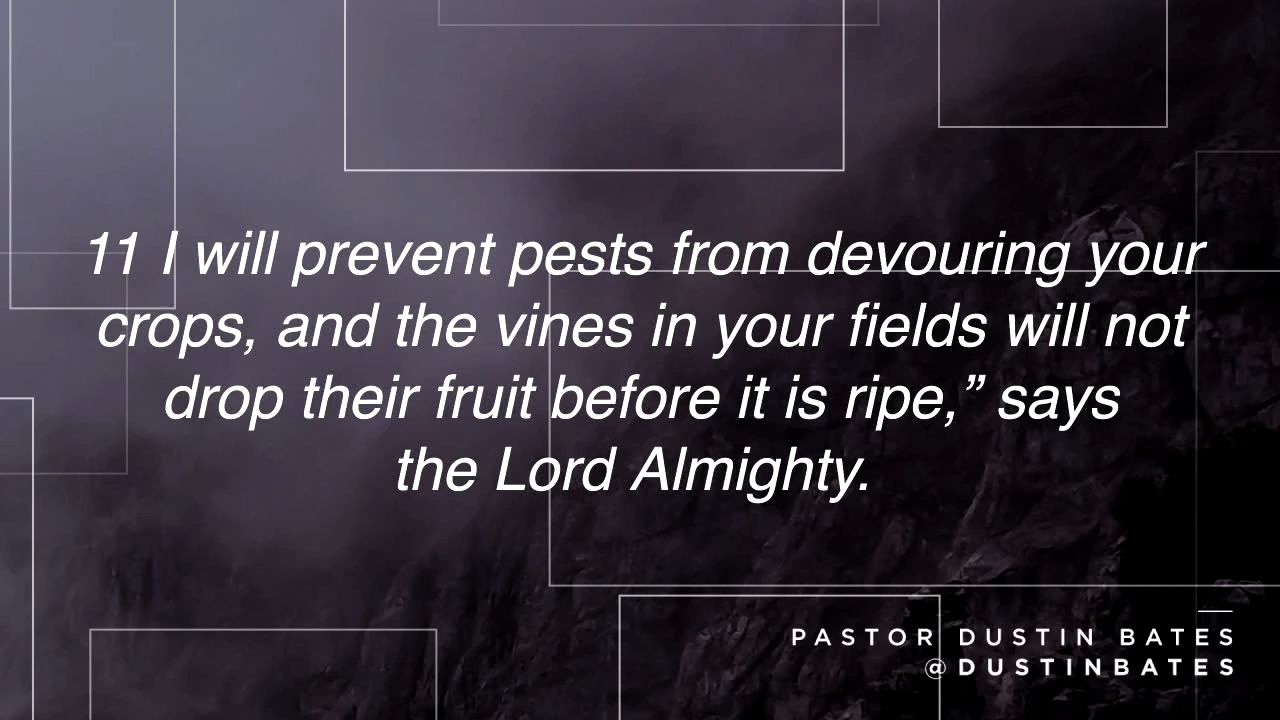 11 I will prevent pests from devouring your
crops, and the vines in your fields will not
drop their fruit before it is ripe,” says
the Lord Almighty.
PASTOR DUSTIN BATES
@DUSTINBATES